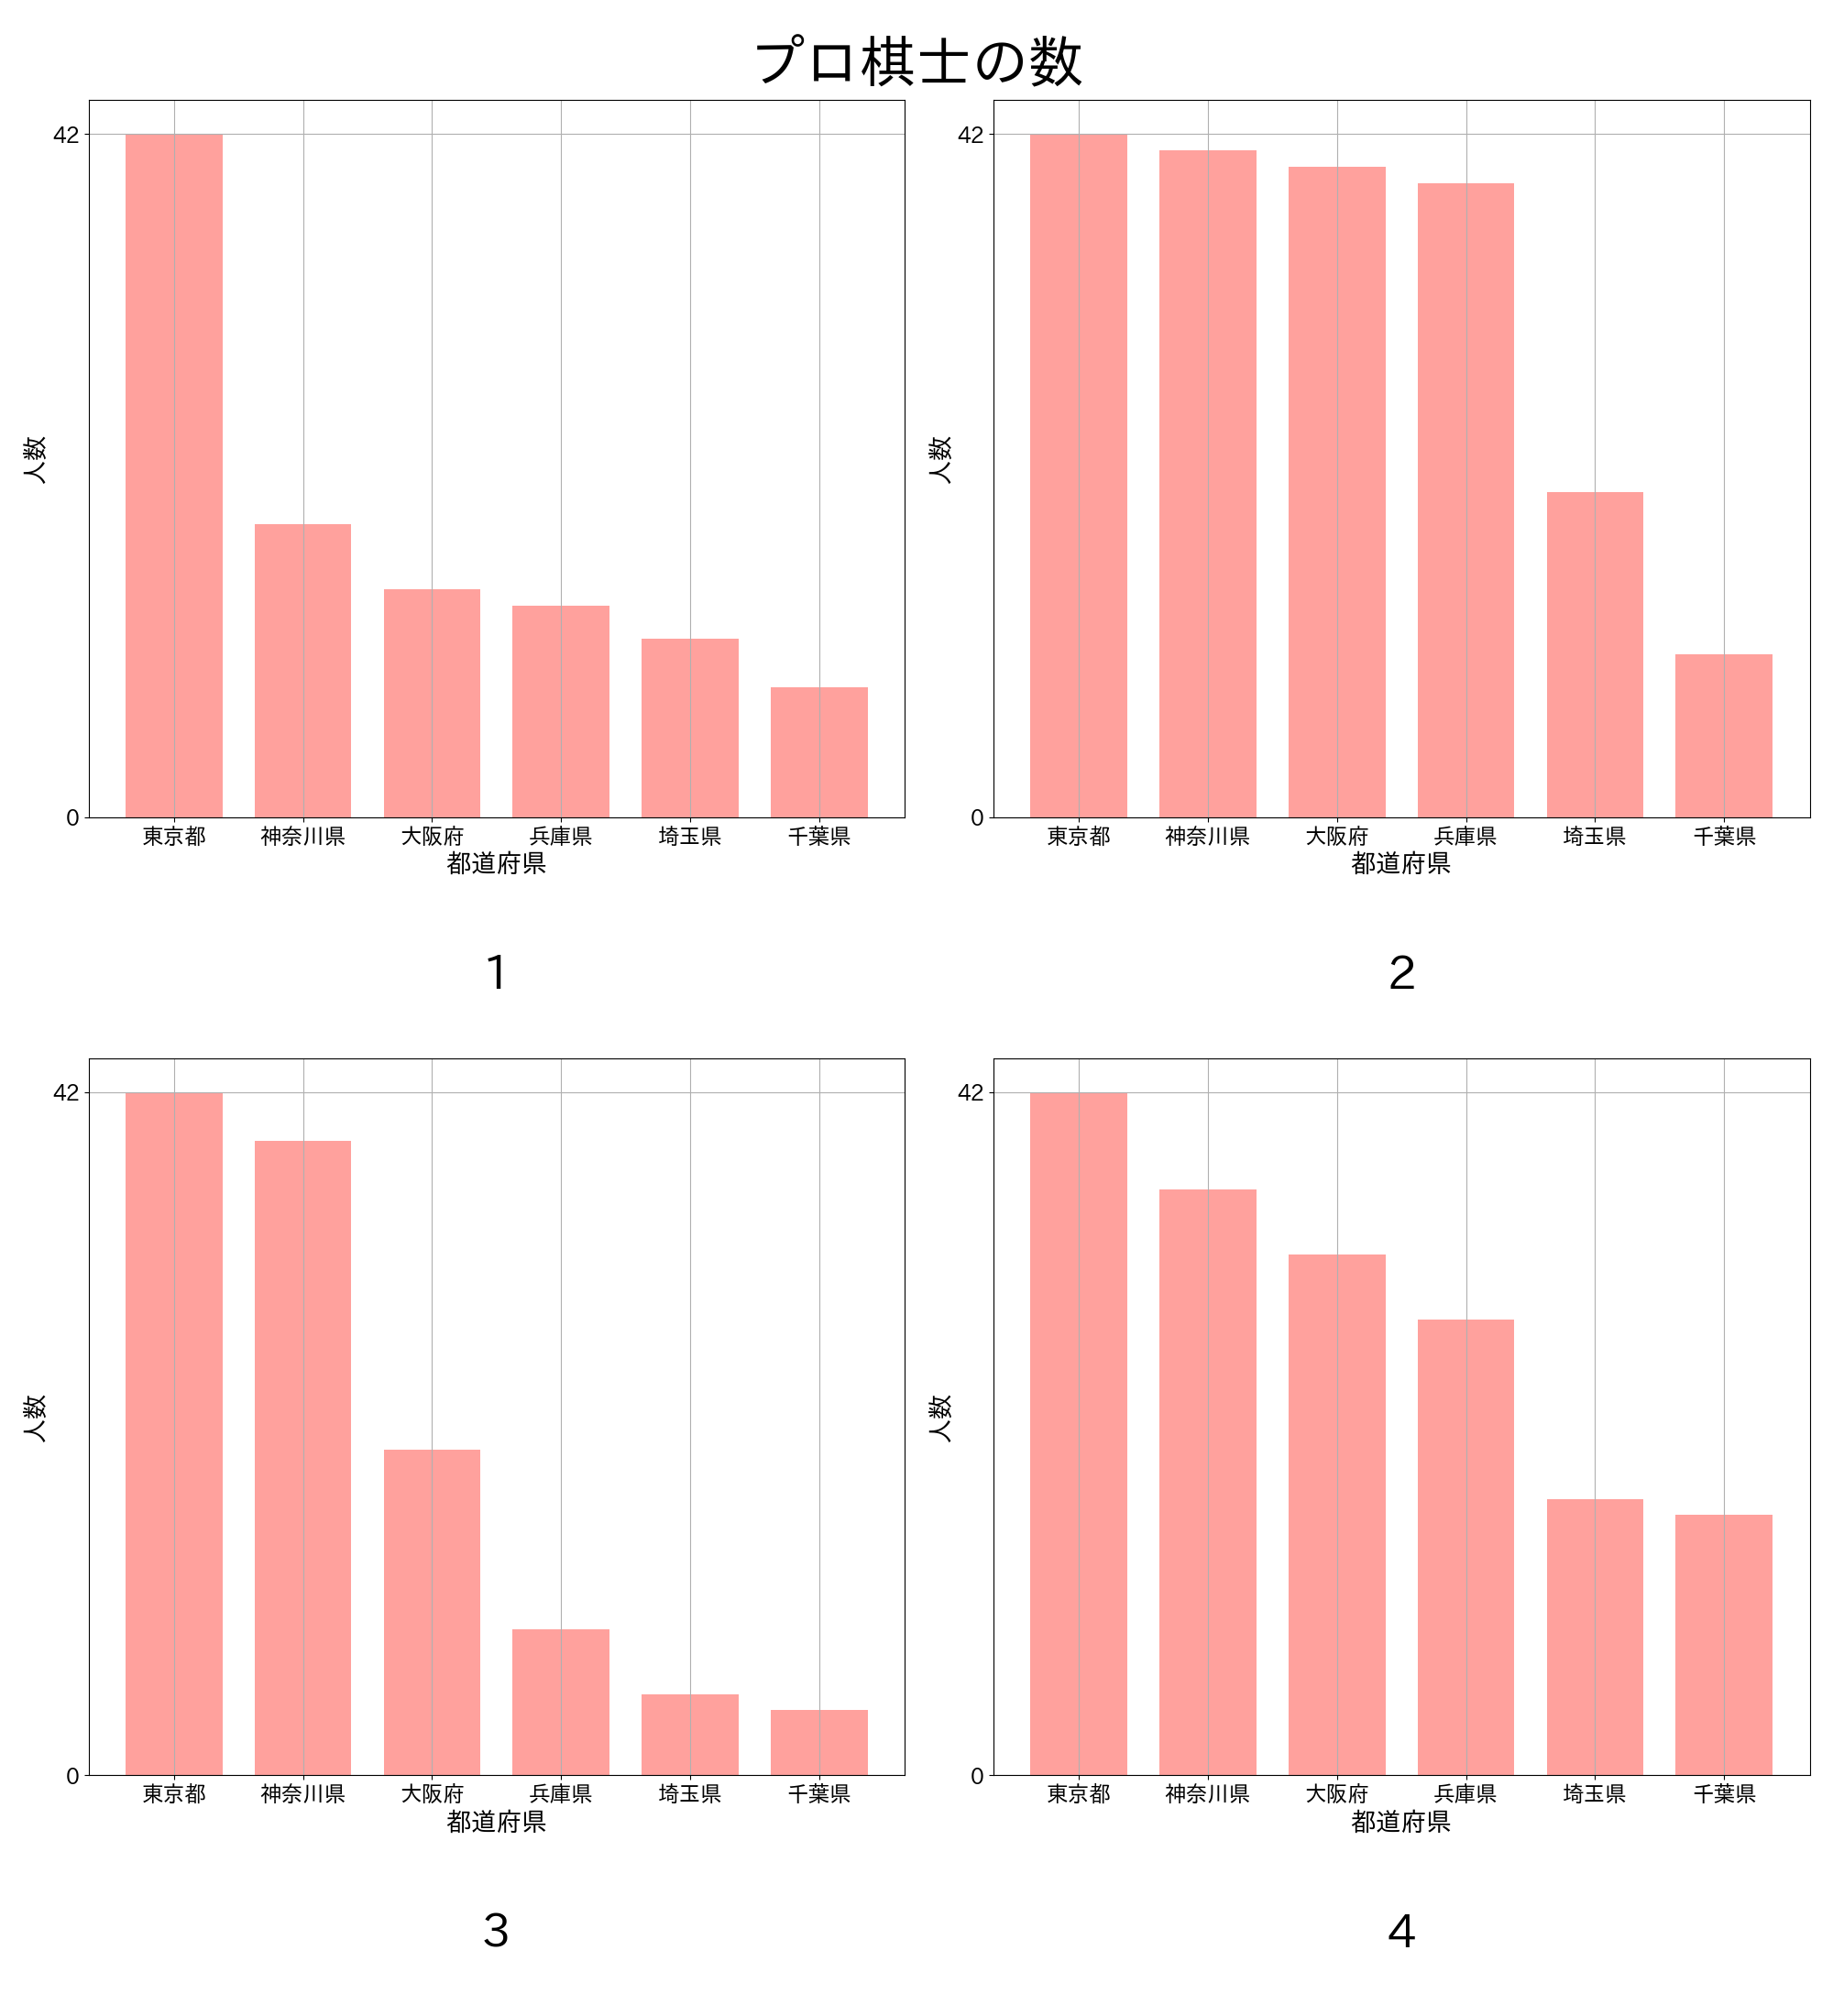 プロ棋士の数
42
0
人数
東京都 神奈川県 大阪府 兵庫県 埼玉県 千葉県
都道府県
1
42
0
人数
東京都 神奈川県 大阪府 兵庫県 埼玉県 千葉県
都道府県
2
42
0
人数
東京都 神奈川県 大阪府 兵庫県 埼玉県 千葉県
都道府県
3
42
0
人数
東京都 神奈川県 大阪府 兵庫県 埼玉県 千葉県
都道府県
4